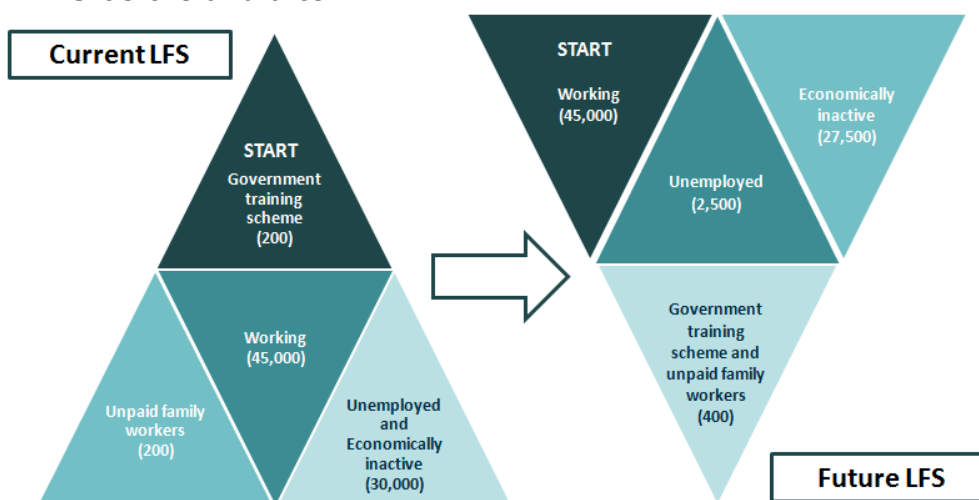 Current LFS
START
Government
training
scheme
(200)
Working
(45,000)
Unpaid family
workers
(200)
Unemployed
and
Economically
inactive
(30,000)
START
Working
(45,000)
Unemployed
(2,500)
Economically
inactive
(27,500)
Government
training
scheme and
unpaid family
workers
(400)
Future LFS